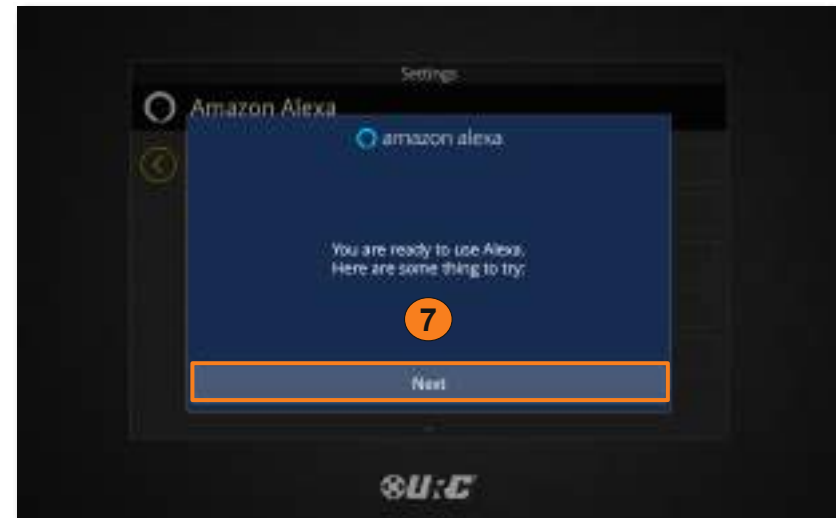 Settings
Amazon Alexa
amazon alexa
You are ready to use Alexa.
Here are some thing to try:
7
Next
URC